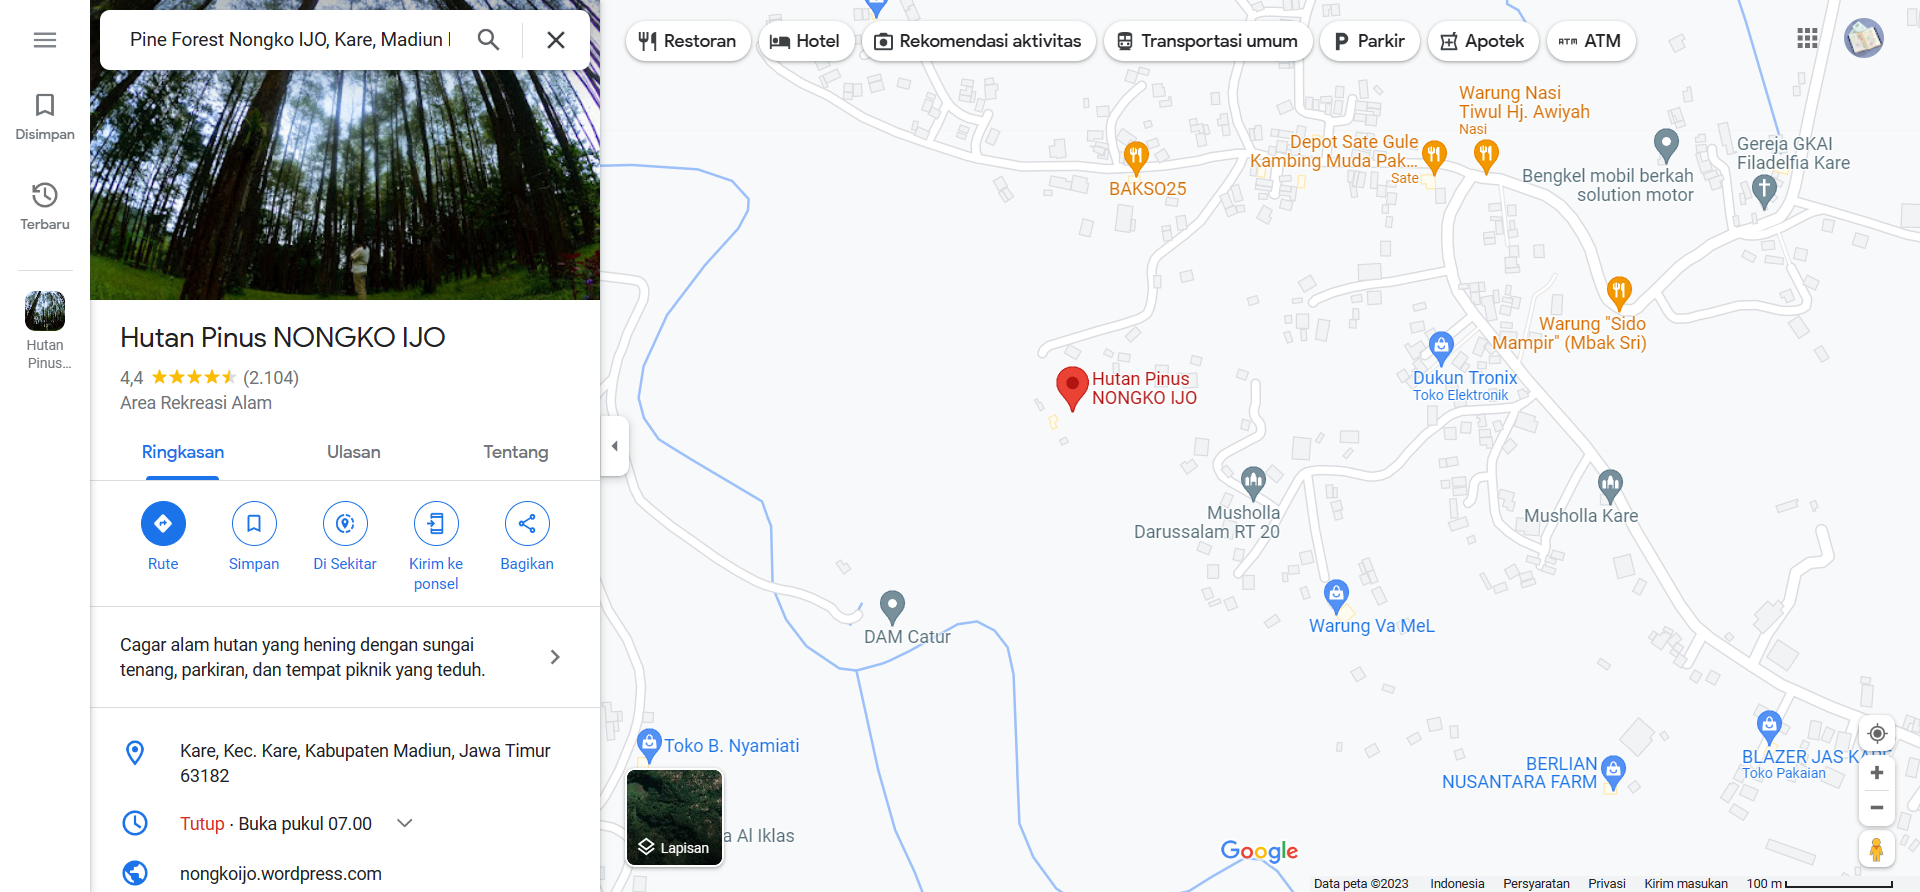 Pine Forest Nongko IJO, Kare, Madiun
Restoran
Hotel
Rekomendasi aktivitas
Transportasi umum
P Parkir
Apotek
ATM ATM
Disimpan
Terbaru
Hutan
Pinus...
Hutan Pinus NONGKO IJO
4,4 (2.104)
Area Rekreasi Alam
Ringkasan
Ulasan
Tentang
Rute
Simpan
Di Sekitar
Kirim ke
ponsel
Bagikan
Cagar alam hutan yang hening dengan sungai
tenang, parkiran, dan tempat piknik yang teduh.
Kare, Kec. Kare, Kabupaten Madiun, Jawa Timur
63182
Tutup · Buka pukul 07.00
nongkoijo.wordpress.com
Warung Nasi
Tiwul Hj. Awiyah
Nasi
Depot Sate Gule
Kambing Muda Pak...
Sate
BAKSO25
Gereja GKAI
Filadelfia Kare
Bengkel mobil berkah
solution motor
Warung "Sido
Mampir" (Mbak Sri)
Hutan Pinus
NONGKO IJO
Dukun Tronix
Toko Elektronik
Musholla
Darussalam RT 20
Musholla Kare
DAM Catur
Warung Va MeL
Toko B. Nyamiati
BERLIAN
NUSANTARA FARM
BLAZER JAS KARE
Toko Pakaian
a Al Iklas
Lapisan
Google
Data peta ©2023
Indonesia
Persyaratan
Privasi
Kirim masukan
100 m